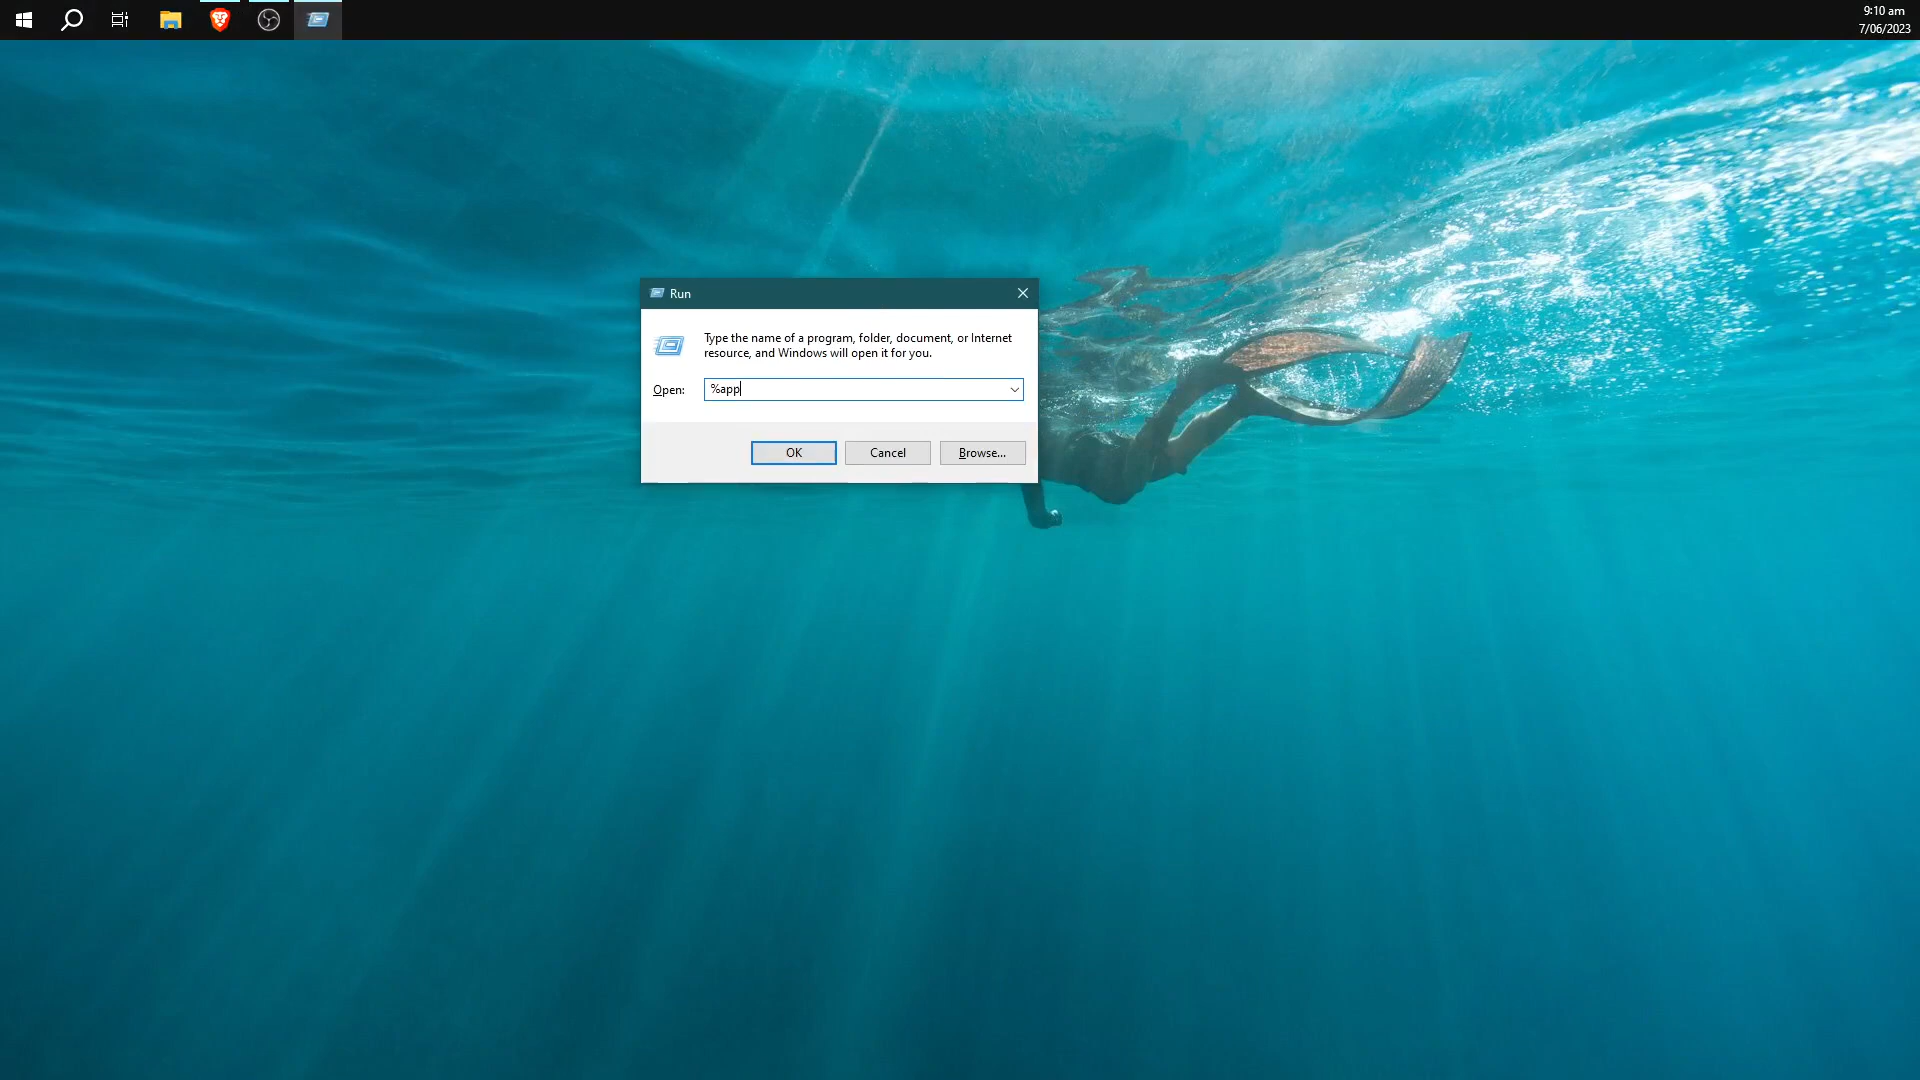 9:10 am
7/06/2023
Run
Type the name of a program, folder, document, or Internet
resource, and Windows will open it for you.
Open:
%app
OK
Cancel
Browse...